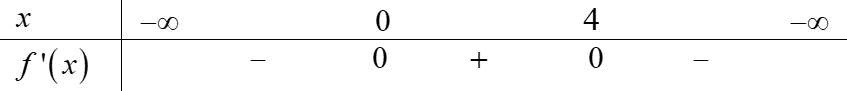 x –∞ 0 4 –∞
f'(x) – 0 + 0 –